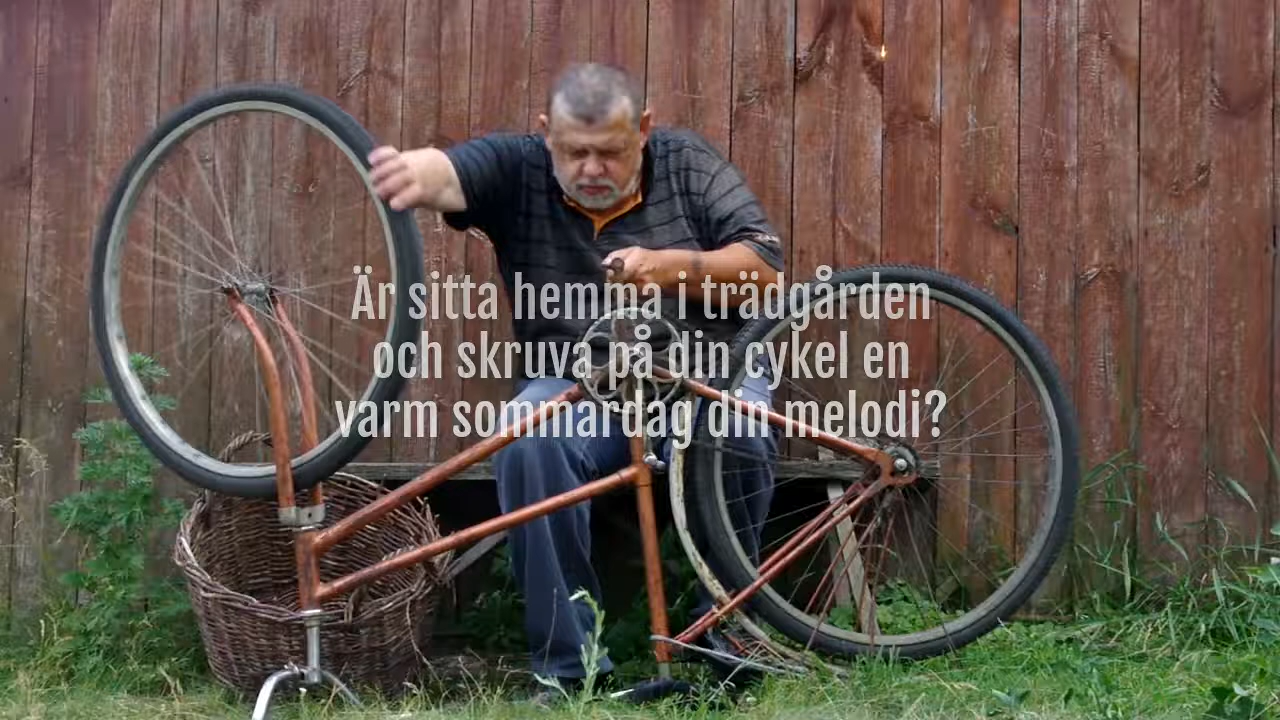 Är sitta hemma i trädgården
och skruva på din cykel en
varm sommardag din melodi?